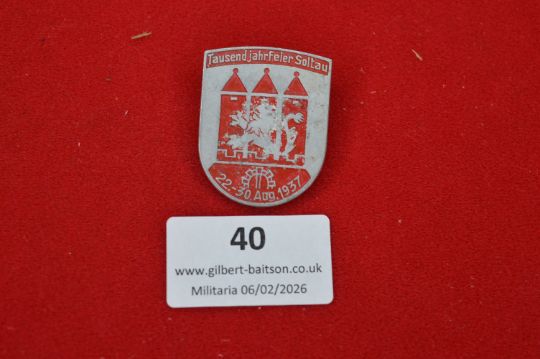 Tausendjahrfeier Soltau
22.-30. Aug. 1937
40
www.gilbert-baitson.co.uk
Militaria 06/02/2026